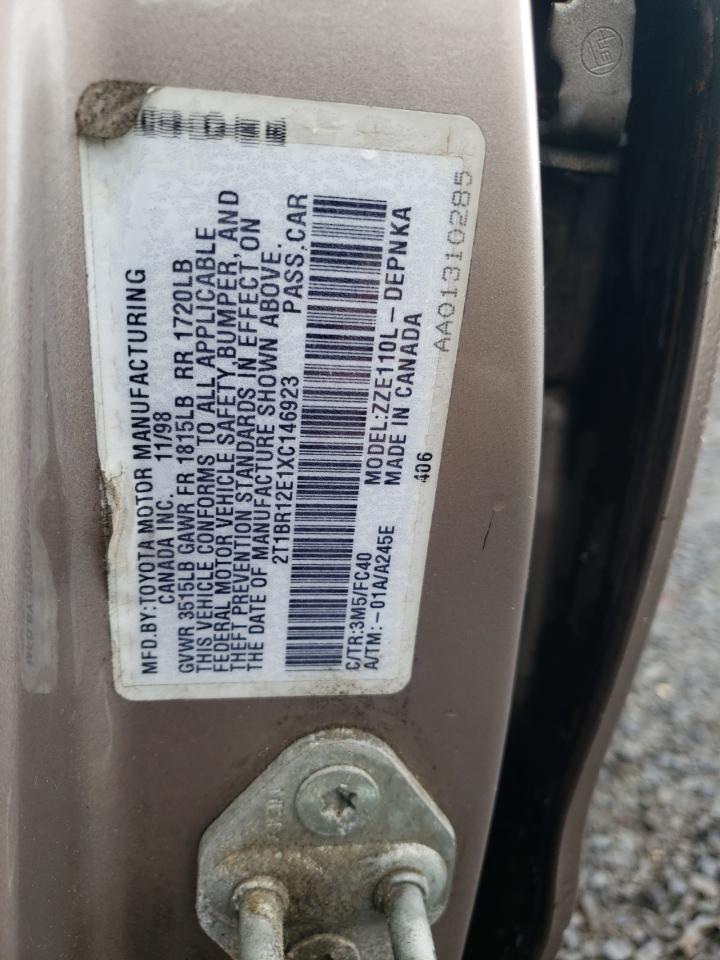 MFD.BY:TOYOTA MOTOR MANUFACTURING
CANADA INC. 11/98
GVWR 3515LB GAWR FR 1815LB RR 1720LB
THIS VEHICLE CONFORMS TO ALL APPLICABLE
FEDERAL MOTOR VEHICLE SAFETY, BUMPER, AND
THEFT PREVENTION STANDARDS IN EFFECT ON
THE DATE OF MANUFACTURE SHOWN ABOVE.
2T1BR12E1XC146923 PASS.CAR
C/TR:3M5/FC40 MODEL:ZZE110L-DEPNKA
A/TM:-01A/A245E MADE IN CANADA
406
AA01310285